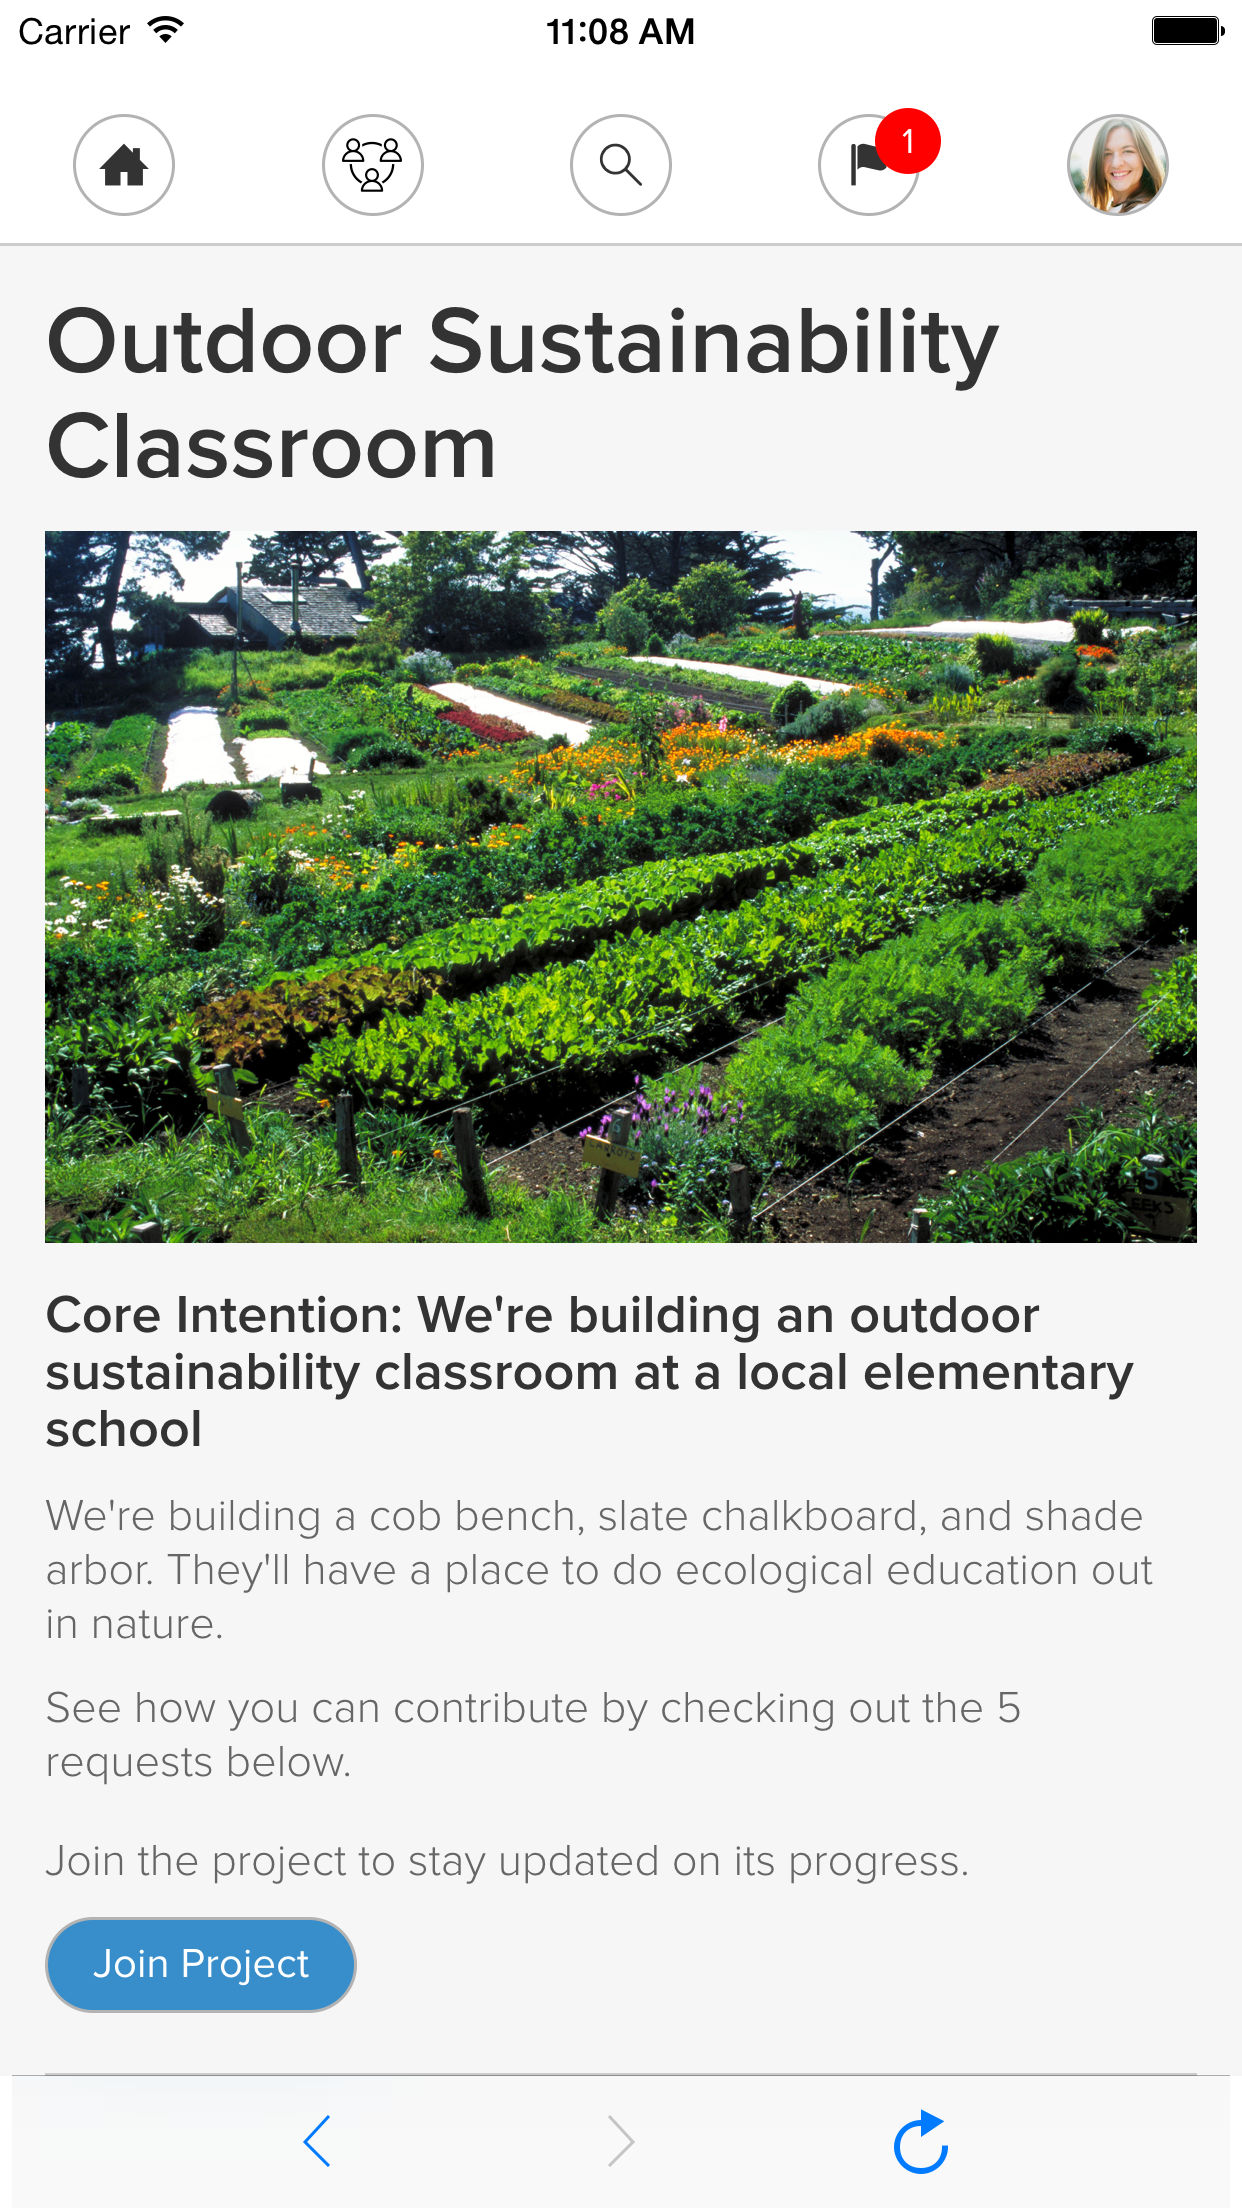 Carrier 11:08 AM
1
Outdoor Sustainability
Classroom
6
CARROTS
5
Core Intention: We're building an outdoor
sustainability classroom at a local elementary
school
We're building a cob bench, slate chalkboard, and shade
arbor. They'll have a place to do ecological education out
in nature.
See how you can contribute by checking out the 5
requests below.
Join the project to stay updated on its progress.
Join Project